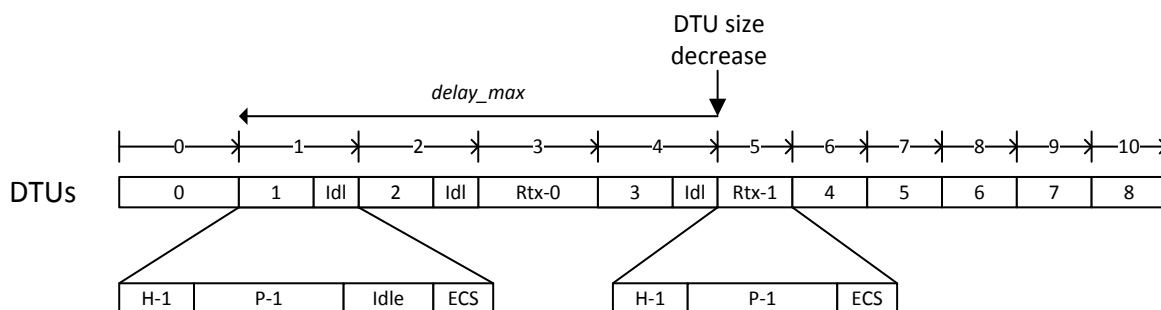 DTU size
decrease
delay_max
0 1 2 3 4 5 6 7 8 9 10
DTUs 0 1 Idl 2 Idl Rtx-0 3 Idl Rtx-1 4 5 6 7 8
H-1 P-1 Idle ECS H-1 P-1 ECS